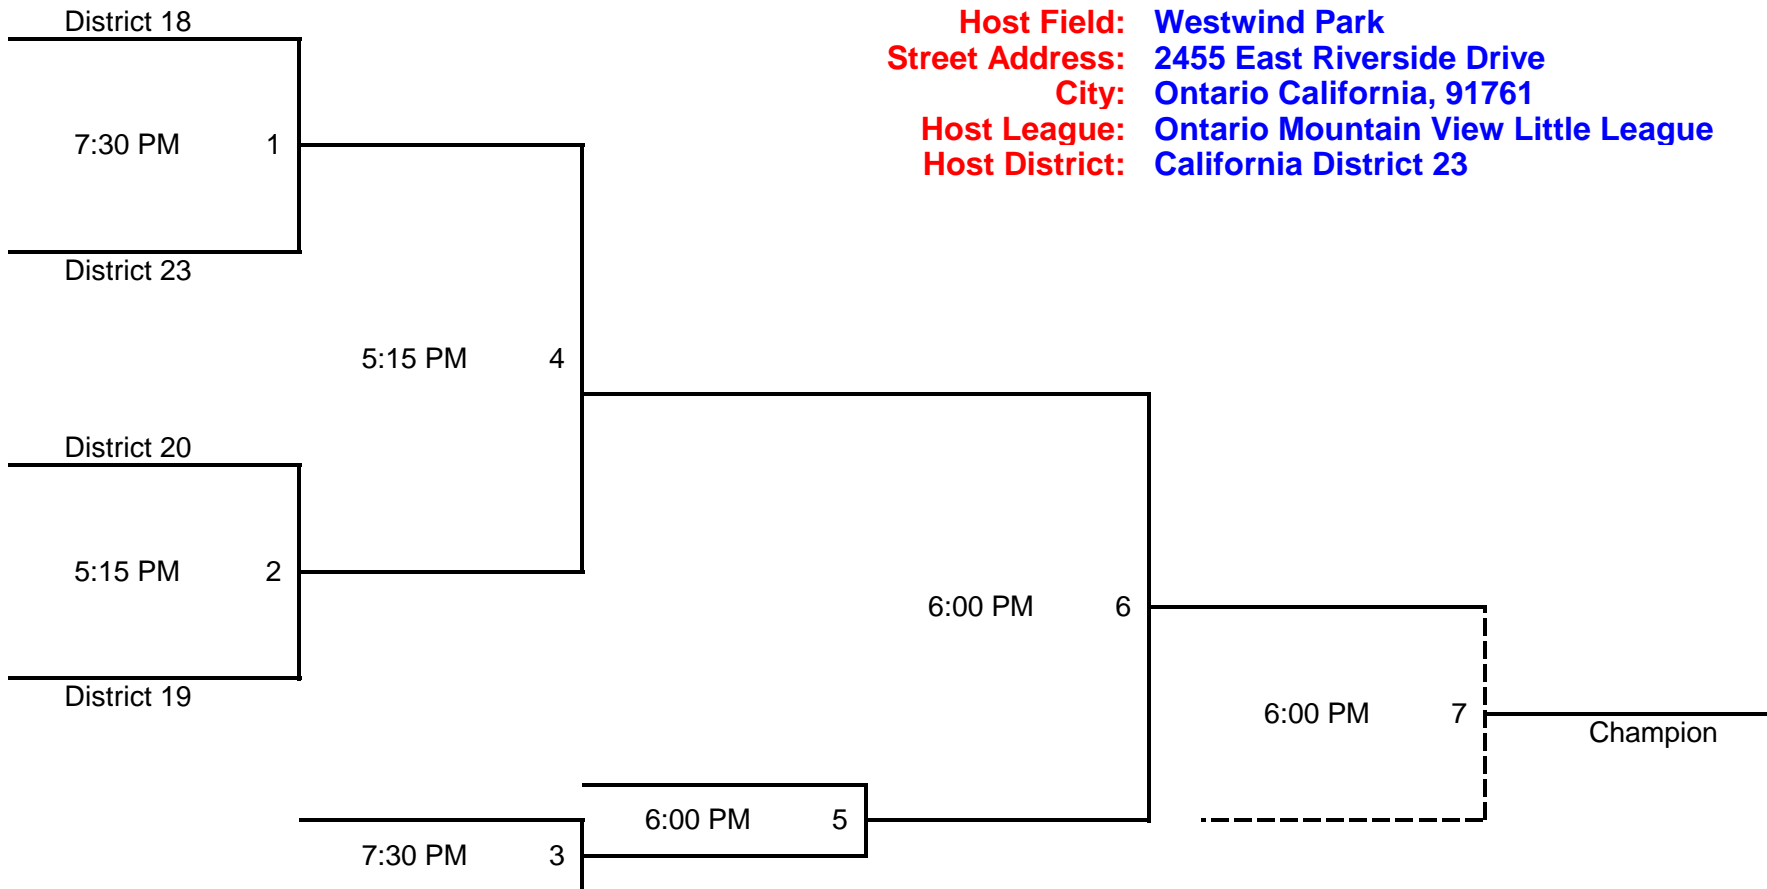 District 18
Host Field: Westwind Park
Street Address: 2455 East Riverside Drive
City: Ontario California, 91761
Host League: Ontario Mountain View Little League
Host District: California District 23
7:30 PM 1
District 23
5:15 PM 4
District 20
5:15 PM 2
6:00 PM 6
District 19
6:00 PM 7
Champion
6:00 PM 5
7:30 PM 3